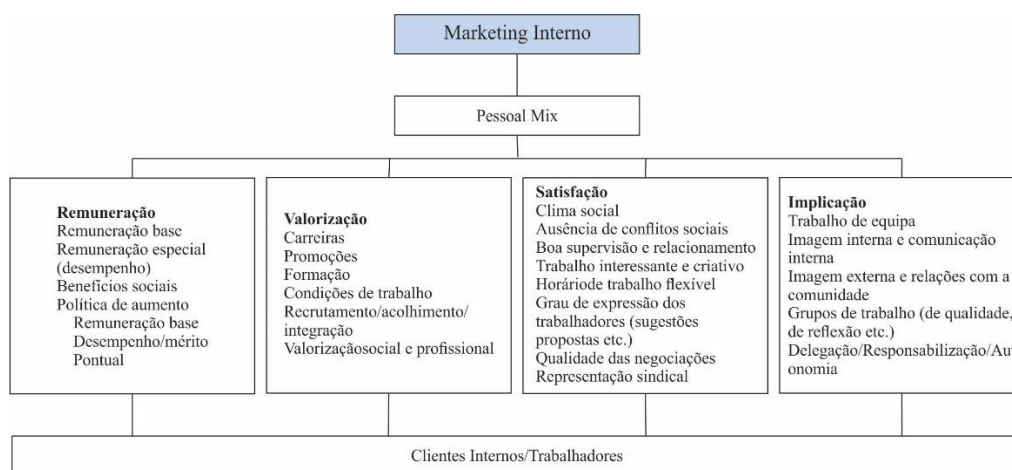 Marketing Interno
Pessoal Mix
Remuneração
Remuneração base
Remuneração especial
(desempenho)
Benefícios sociais
Política de aumento
Remuneração base
Desempenho/mérito
Pontual
Valorização
Carreiras
Promoções
Formação
Condições de trabalho
Recrutamento/acolhimento/
integração
Valorizaçãosocial e profissional
Satisfação
Clima social
Ausência de conflitos sociais
Boa supervisão e relacionamento
Trabalho interessante e criativo
Horáriode trabalho flexível
Grau de expressão dos
trabalhadores (sugestões
propostas etc.)
Qualidade das negociações
Representação sindical
Implicação
Trabalho de equipa
Imagem interna e comunicação
interna
Imagem externa e relações com a
comunidade
Grupos de trabalho (de qualidade,
de reflexão etc.)
Delegação/Responsabilização/Aut
onomia
Clientes Internos/Trabalhadores